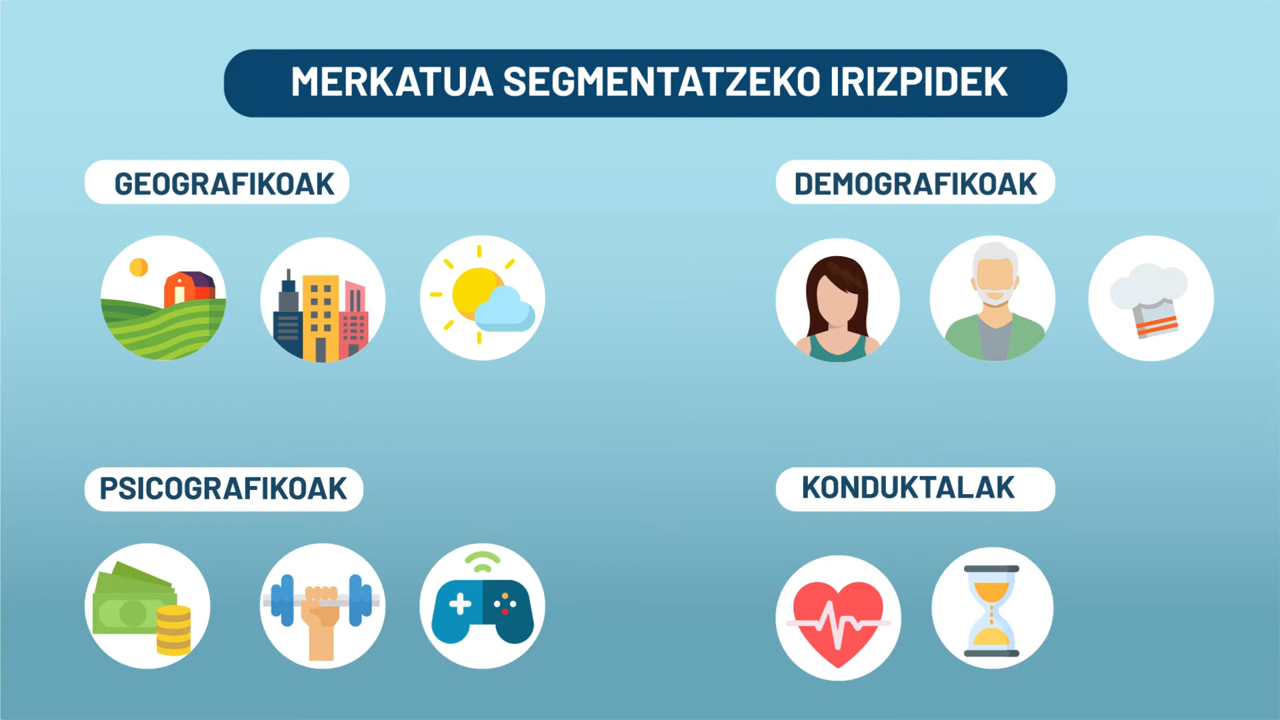 MERKATUA SEGMENTATZEKO IRIZPIDEK
GEOGRAFIKOAK
DEMOGRAFIKOAK
PSICOGRAFIKOAK
KONDUKTALAK